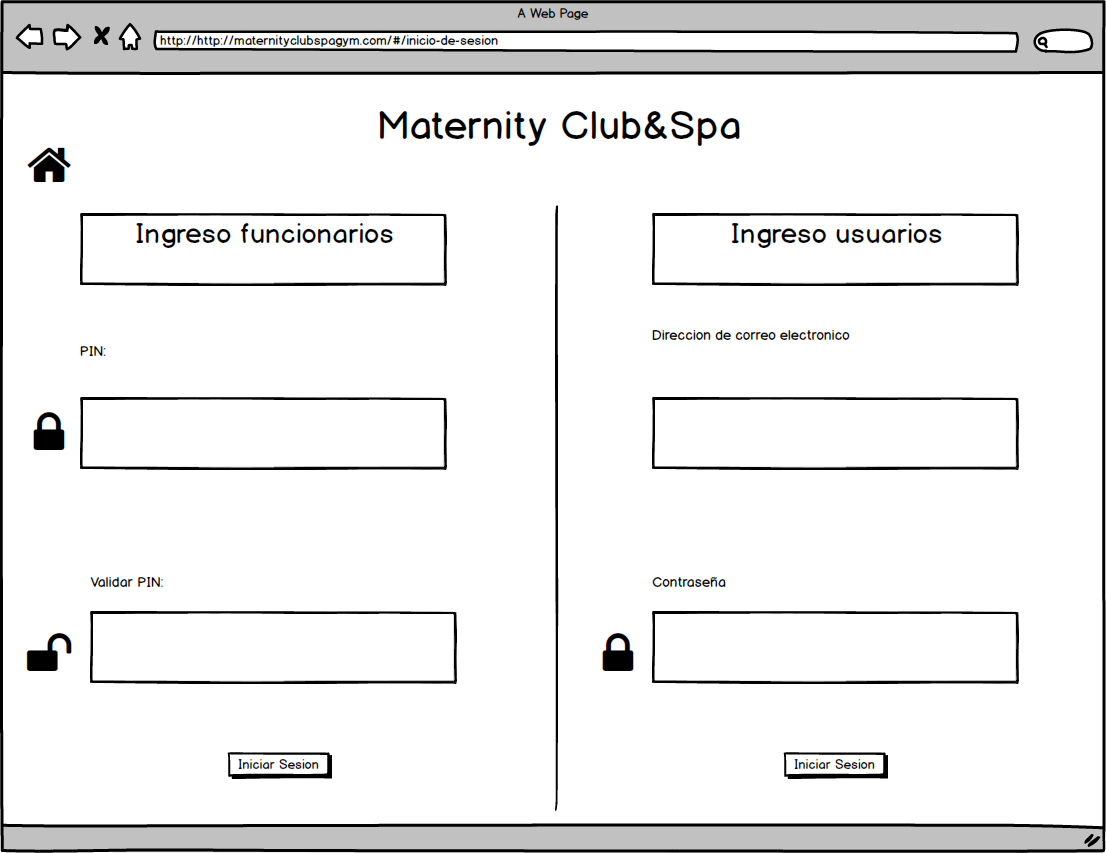 A Web Page
http://http://maternityclubspagym.com/#/inicio-de-sesion
Maternity Club&Spa
Ingreso funcionarios
PIN:
Validar PIN:
Iniciar Sesion
Ingreso usuarios
Direccion de correo electronico
Contraseña
Iniciar Sesion